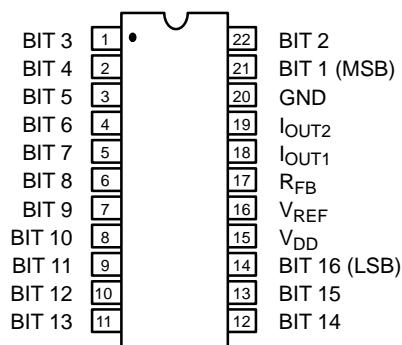 BIT 3 1 22 BIT 2
BIT 4 2 21 BIT 1 (MSB)
BIT 5 3 20 GND
BIT 6 4 19 IOUT2
BIT 7 5 18 IOUT1
BIT 8 6 17 RFB
BIT 9 7 16 VREF
BIT 10 8 15 VDD
BIT 11 9 14 BIT 16 (LSB)
BIT 12 10 13 BIT 15
BIT 13 11 12 BIT 14